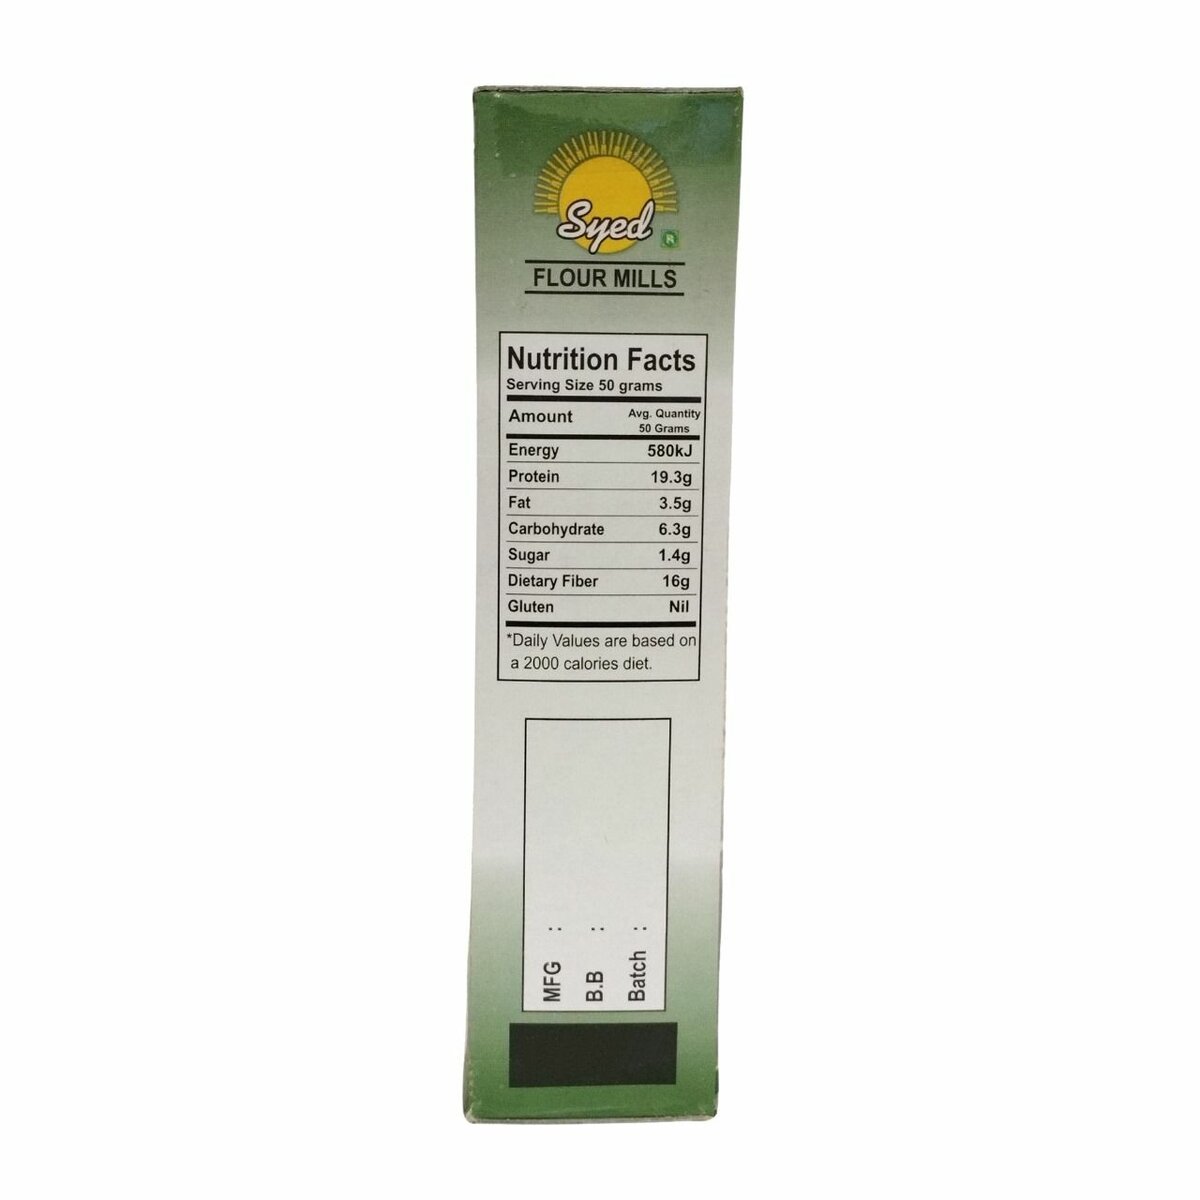 Syed
R
FLOUR MILLS
Nutrition Facts
Serving Size 50 grams
Amount Avg. Quantity
50 Grams
Energy 580kJ
Protein 19.3g
Fat 3.5g
Carbohydrate 6.3g
Sugar 1.4g
Dietary Fiber 16g
Gluten Nil
*Daily Values are based on
a 2000 calories diet.
MFG :
B.B :
Batch :